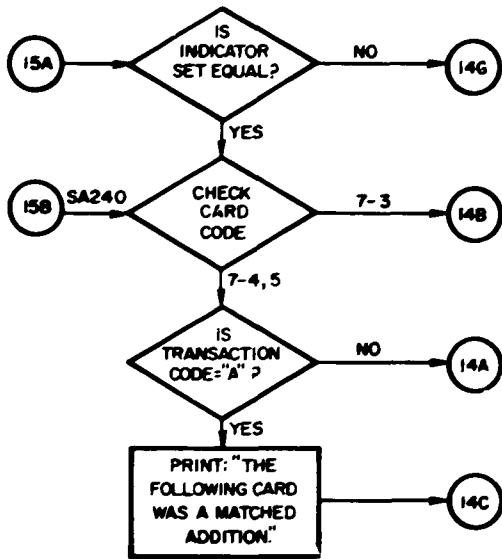 IS
INDICATOR
SET EQUAL?
15A
NO
14G
YES
15B
SA240
CHECK
CARD
CODE
7-3
14B
7-4, 5
IS
TRANSACTION
CODE="A" ?
NO
14A
YES
PRINT: "THE
FOLLOWING CARD
WAS A MATCHED
ADDITION."
14C